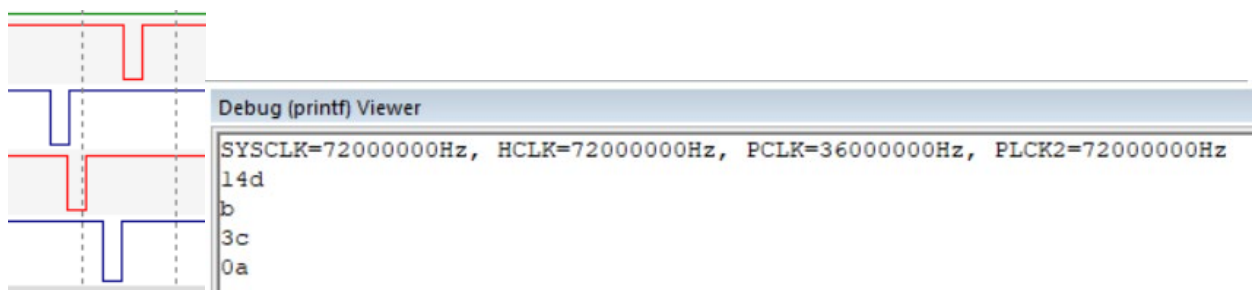 Debug (printf) Viewer
SYSCLK=72000000Hz, HCLK=72000000Hz, PCLK=36000000Hz, PLCK2=72000000Hz
14d
b
3c
0a